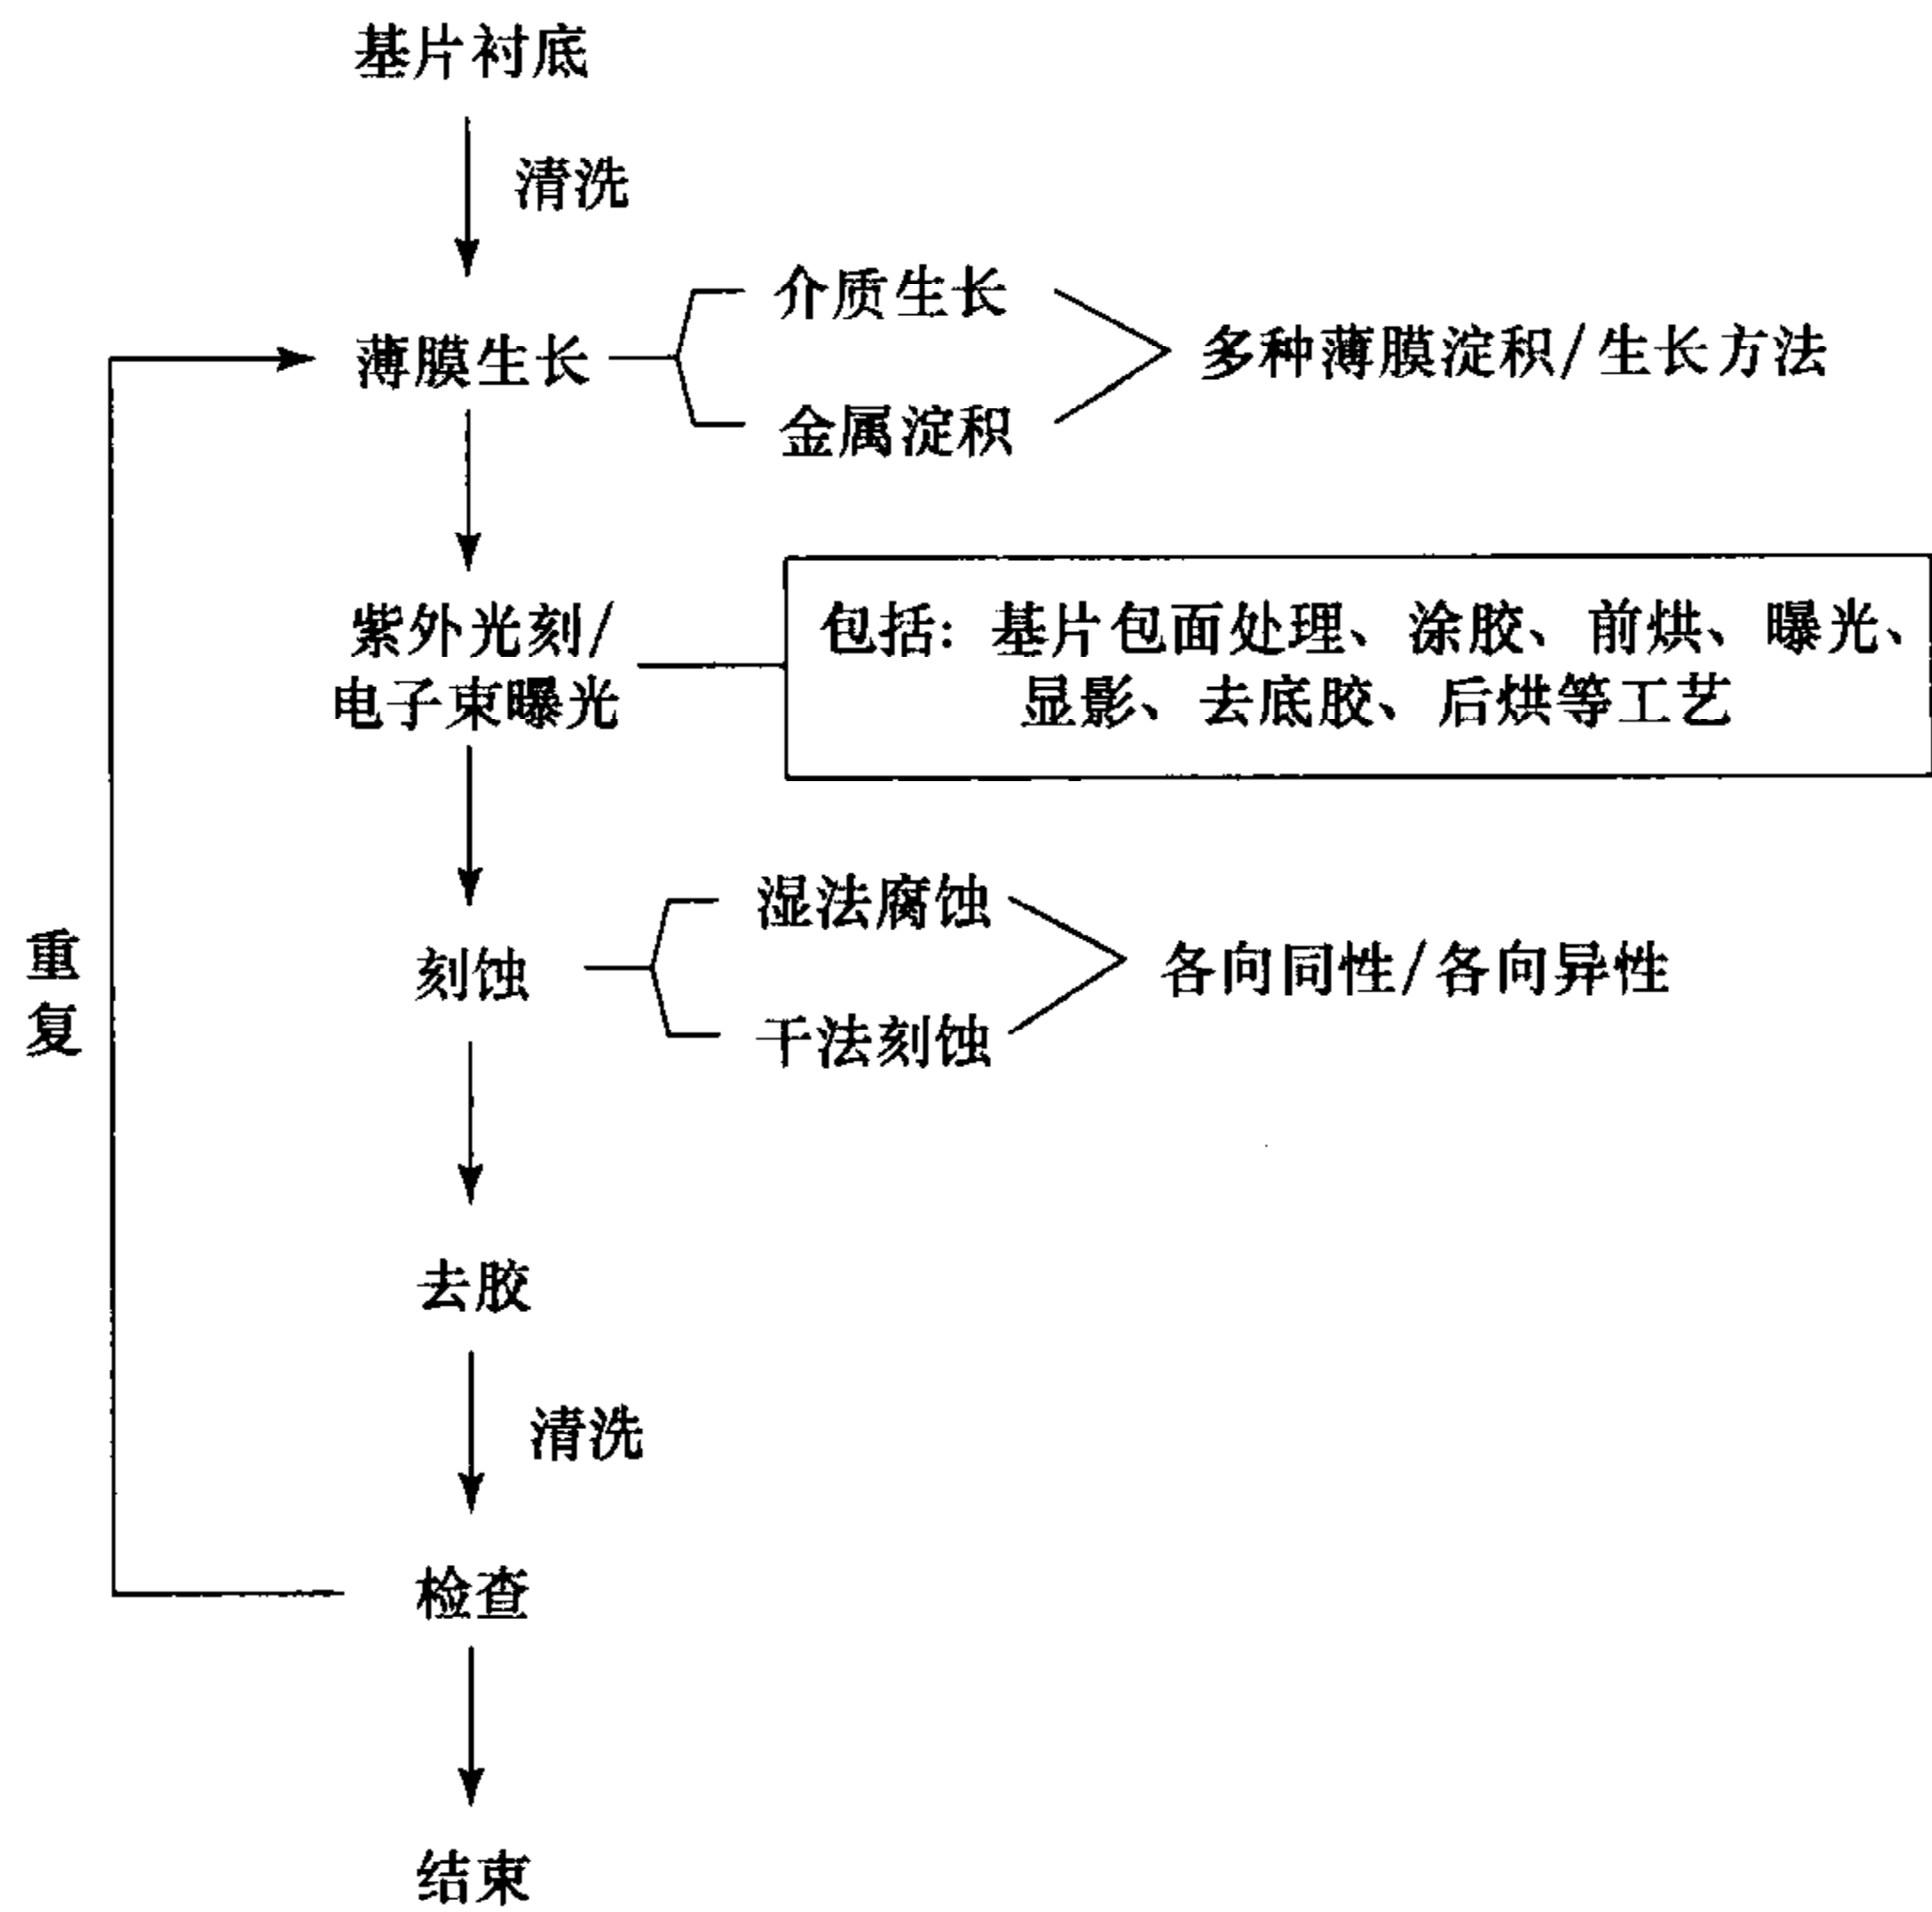 基片衬底
清洗
薄膜生长
介质生长
金属淀积
多种薄膜淀积/生长方法
紫外光刻/
电子束曝光
包括: 基片包面处理、涂胶、前烘、曝光、
显影、去底胶、后烘等工艺
刻蚀
湿法腐蚀
干法刻蚀
各向同性/各向异性
重
复
去胶
清洗
检查
结束